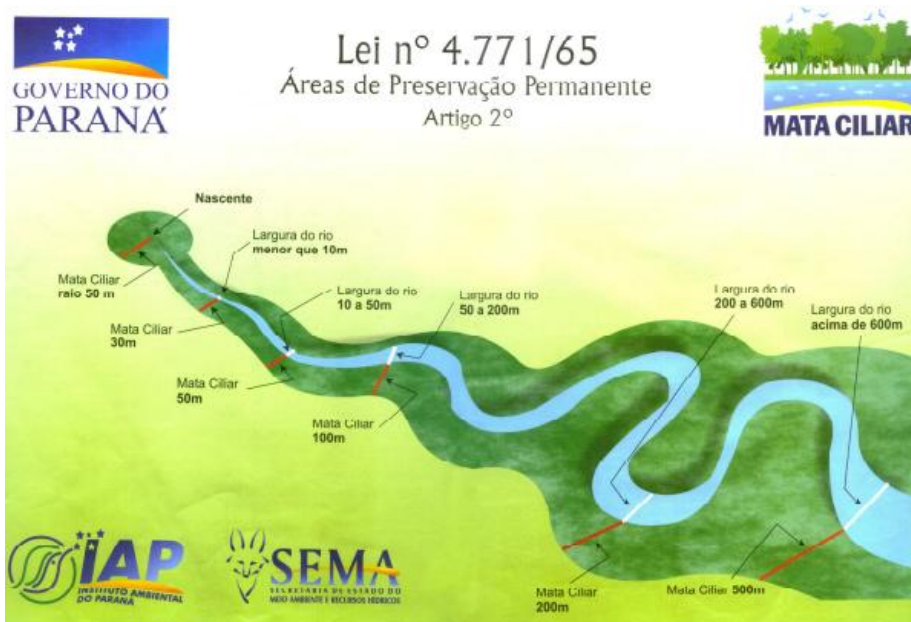 GOVERNO DO
PARANÁ
Lei nº 4.771/65
Áreas de Preservação Permanente
Artigo 2º
MATA CILIAR
Nascente
Largura do rio
menor que 10m
Mata Ciliar
raio 50 m
Largura do rio
10 a 50m
Largura do rio
50 a 200m
Largura do rio
200 a 600m
Largura do rio
acima de 600m
Mata Ciliar
30m
Mata Ciliar
50m
Mata Ciliar
100m
Mata Ciliar
200m
Mata Ciliar 500m
IAP
INSTITUTO AMBIENTAL
DO PARANÁ
SEMA
SECRETARIA DE ESTADO DO
MEIO AMBIENTE E RECURSOS HÍDRICOS